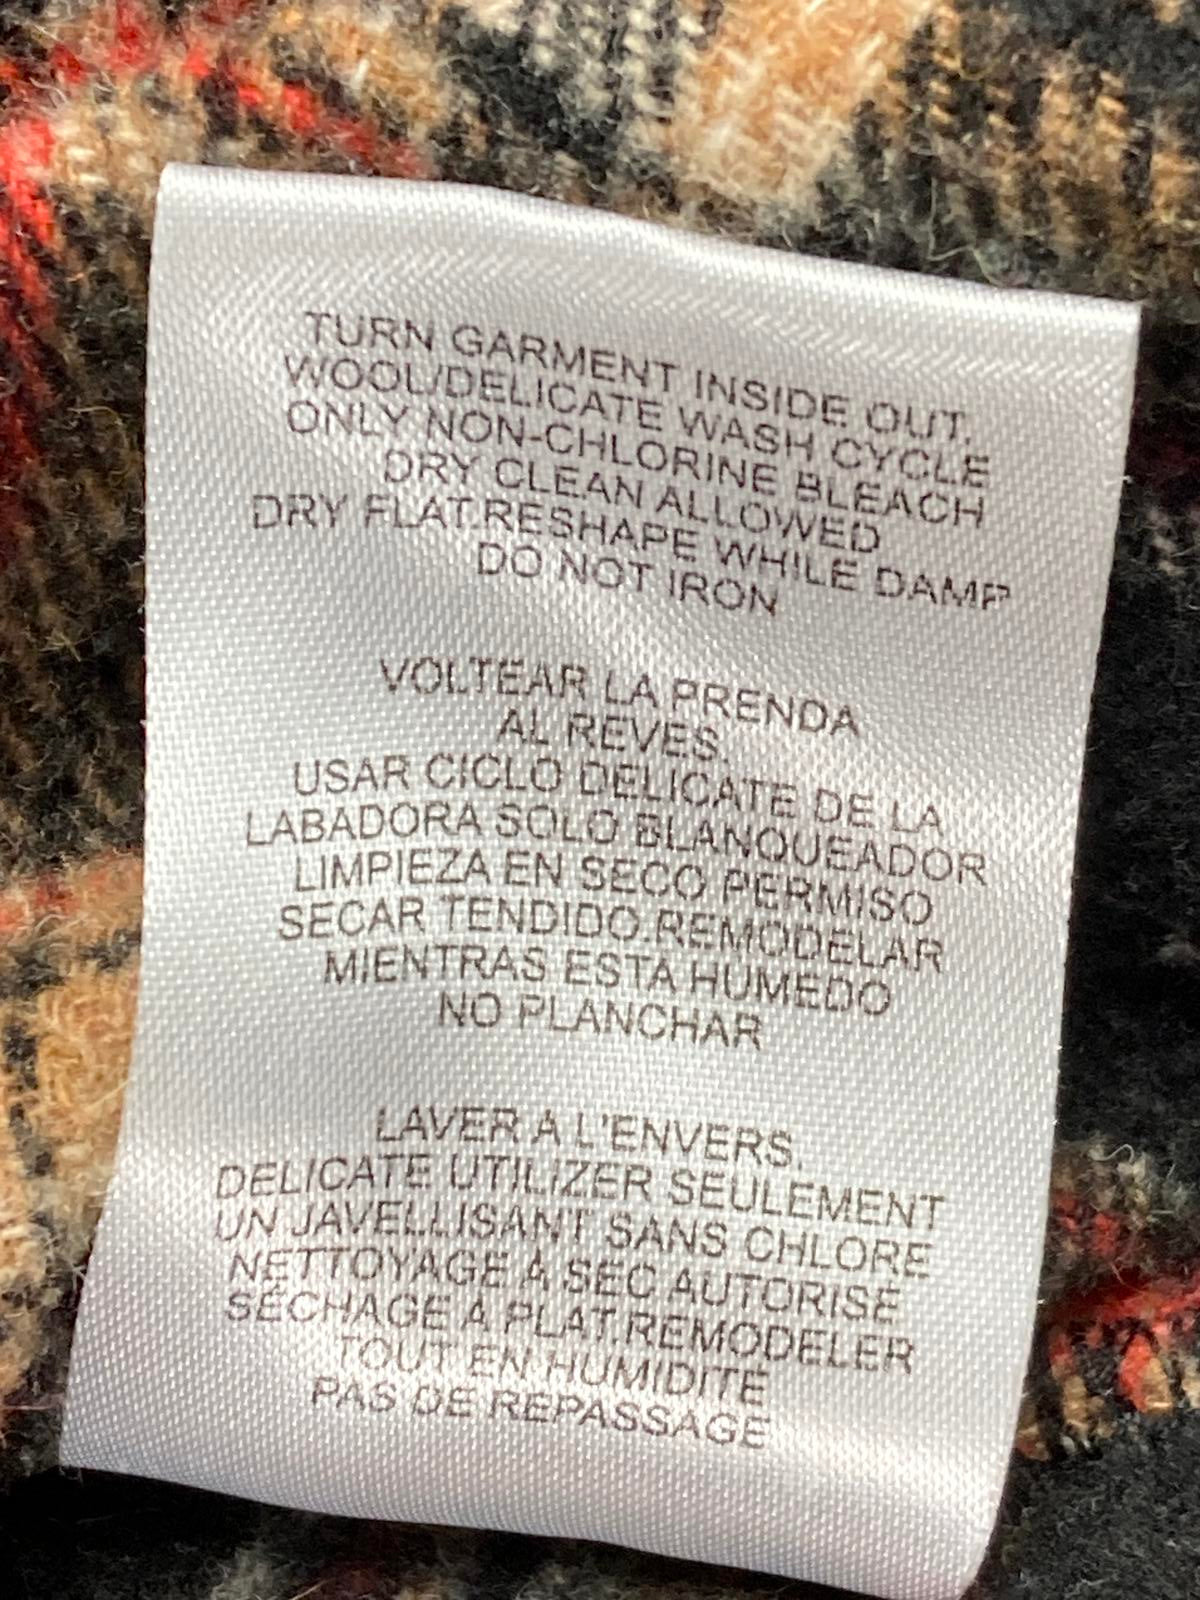 TURN GARMENT INSIDE OUT.
WOOL/DELICATE WASH CYCLE
ONLY NON-CHLORINE BLEACH
DRY CLEAN ALLOWED
DRY FLAT.RESHAPE WHILE DAMP
DO NOT IRON
VOLTEAR LA PRENDA
AL REVES.
USAR CICLO DELICATE DE LA
LABADORA SOLO BLANQUEADOR
LIMPIEZA EN SECO PERMISO
SECAR TENDIDO.REMODELAR
MIENTRAS ESTA HUMEDO
NO PLANCHAR
LAVER A L'ENVERS.
DELICATE UTILIZER SEULEMENT
UN JAVELLISANT SANS CHLORE
NETTOYAGE À SEC AUTORISÉ
SÉCHAGE À PLAT.REMODELER
TOUT EN HUMIDITÉ
PAS DE REPASSAGE